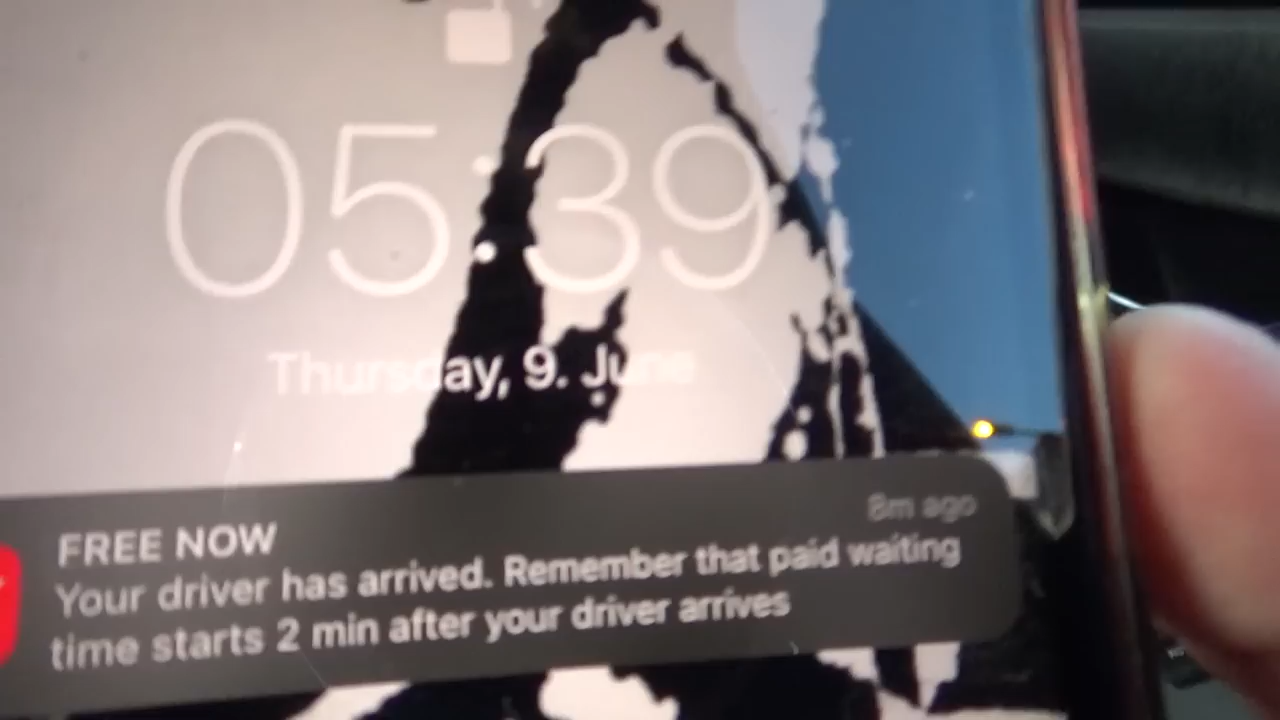 05:39
Thursday, 9. June
FREE NOW
8m ago
Your driver has arrived. Remember that paid waiting
time starts 2 min after your driver arrives